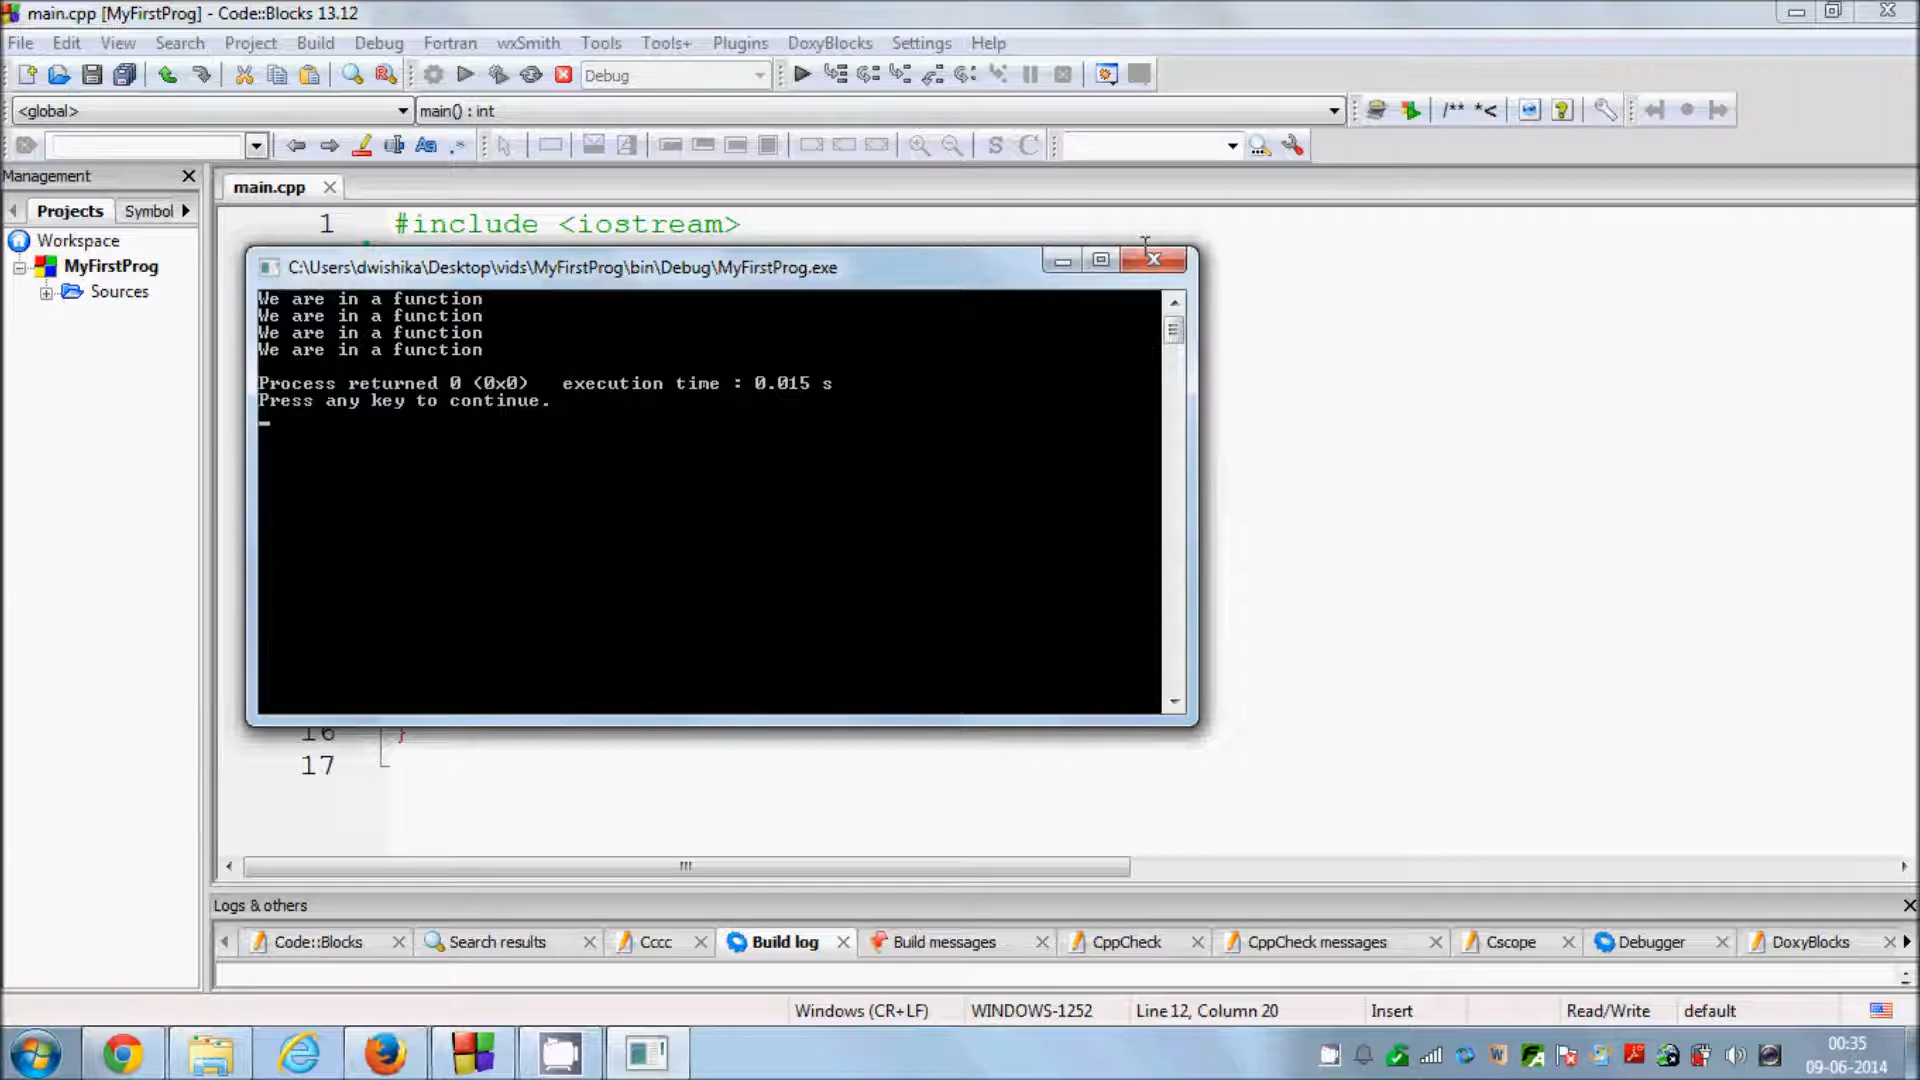 main.cpp [MyFirstProg] - Code::Blocks 13.12
File Edit View Search Project Build Debug Fortran wxSmith Tools Tools+ Plugins DoxyBlocks Settings Help
Debug
<global> main() : int /** *<
Management
main.cpp
Projects Symbol
Workspace
MyFirstProg
Sources
1 #include <iostream>
C:\Users\dwishika\Desktop\vids\MyFirstProg\bin\Debug\MyFirstProg.exe
We are in a function
We are in a function
We are in a function
We are in a function
Process returned 0 (0x0) execution time : 0.015 s
Press any key to continue.
16 }
17
Logs & others
Code::Blocks Search results Cccc Build log Build messages CppCheck CppCheck messages Cscope Debugger DoxyBlocks
Windows (CR+LF) WINDOWS-1252 Line 12, Column 20 Insert Read/Write default
00:35
09-06-2014